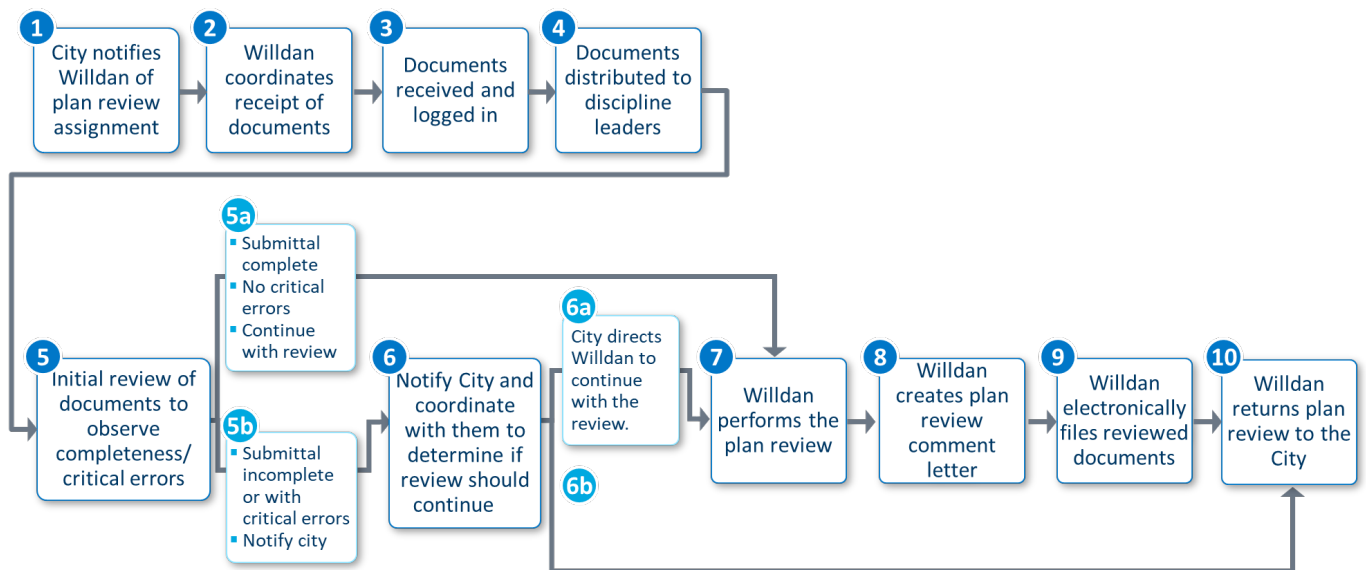 1
City notifies
Willdan of
plan review
assignment
2
Willdan
coordinates
receipt of
documents
3
Documents
received and
logged in
4
Documents
distributed to
discipline
leaders
5
Initial review of
documents to
observe
completeness/
critical errors
5a
▪ Submittal
complete
▪ No critical
errors
▪ Continue
with review
5b
▪ Submittal
incomplete
or with
critical errors
▪ Notify city
6
Notify City and
coordinate
with them to
determine if
review should
continue
6a
City directs
Willdan to
continue
with the
review.
6b
7
Willdan
performs the
plan review
8
Willdan
creates plan
review
comment
letter
9
Willdan
electronically
files reviewed
documents
10
Willdan
returns plan
review to the
City